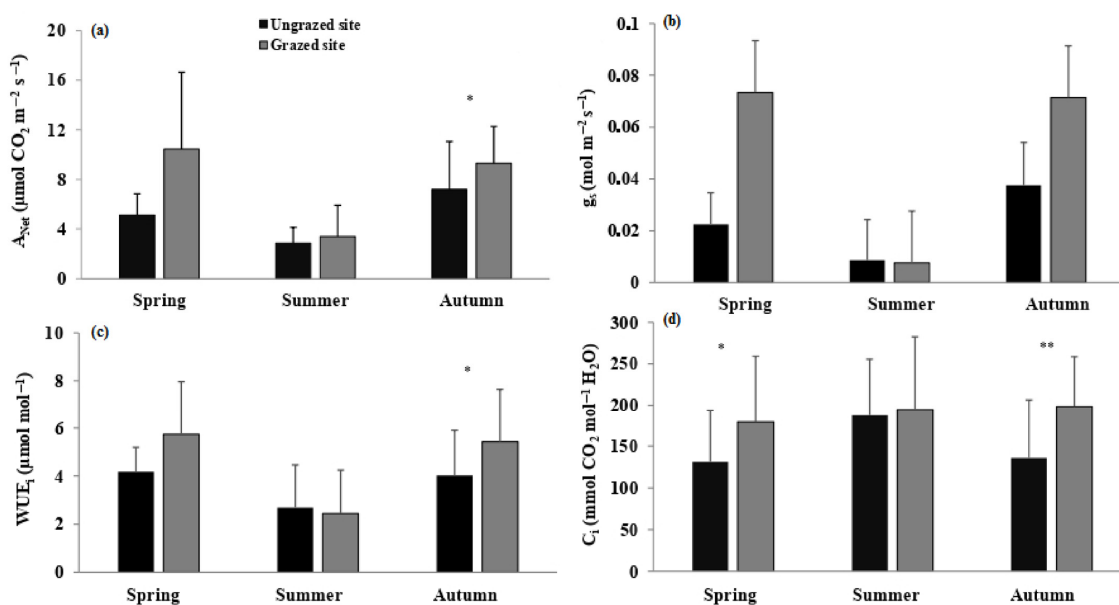 (a)
Ungrazed site
Grazed site
20
16
12
8
4
0
A_Net (µmol CO₂ m⁻² s⁻¹)
*
Spring Summer Autumn
(b)
0.1
0.08
0.06
0.04
0.02
0
gₛ (mol m⁻² s⁻¹)
Spring Summer Autumn
(c)
10
8
6
4
2
0
WUEᵢ (µmol mol⁻¹)
*
Spring Summer Autumn
(d)
300
250
200
150
100
50
0
Cᵢ (mmol CO₂ mol⁻¹ H₂O)
*
**
Spring Summer Autumn